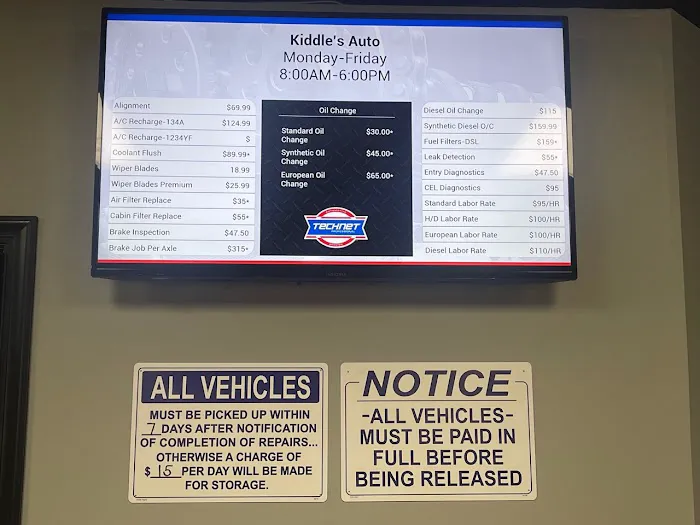 Kiddle's Auto
Monday-Friday
8:00AM-6:00PM
Alignment $69.99
A/C Recharge-134A $124.99
A/C Recharge-1234YF $
Coolant Flush $89.99+
Wiper Blades 18.99
Wiper Blades Premium $25.99
Air Filter Replace $35+
Cabin Filter Replace $55+
Brake Inspection $47.50
Brake Job Per Axle $315+
Oil Change
Standard Oil Change $30.00+
Synthetic Oil Change $45.00+
European Oil Change $65.00+
TECHNET
Diesel Oil Change $115
Synthetic Diesel O/C $159.99
Fuel Filters-DSL $159+
Leak Detection $55+
Entry Diagnostics $47.50
CEL Diagnostics $95
Standard Labor Rate $95/HR
H/D Labor Rate $100/HR
European Labor Rate $100/HR
Diesel Labor Rate $110/HR
ALL VEHICLES
MUST BE PICKED UP WITHIN
7 DAYS AFTER NOTIFICATION
OF COMPLETION OF REPAIRS...
OTHERWISE A CHARGE OF
$ 15 PER DAY WILL BE MADE
FOR STORAGE.
NOTICE
-ALL VEHICLES-
MUST BE PAID IN
FULL BEFORE
BEING RELEASED